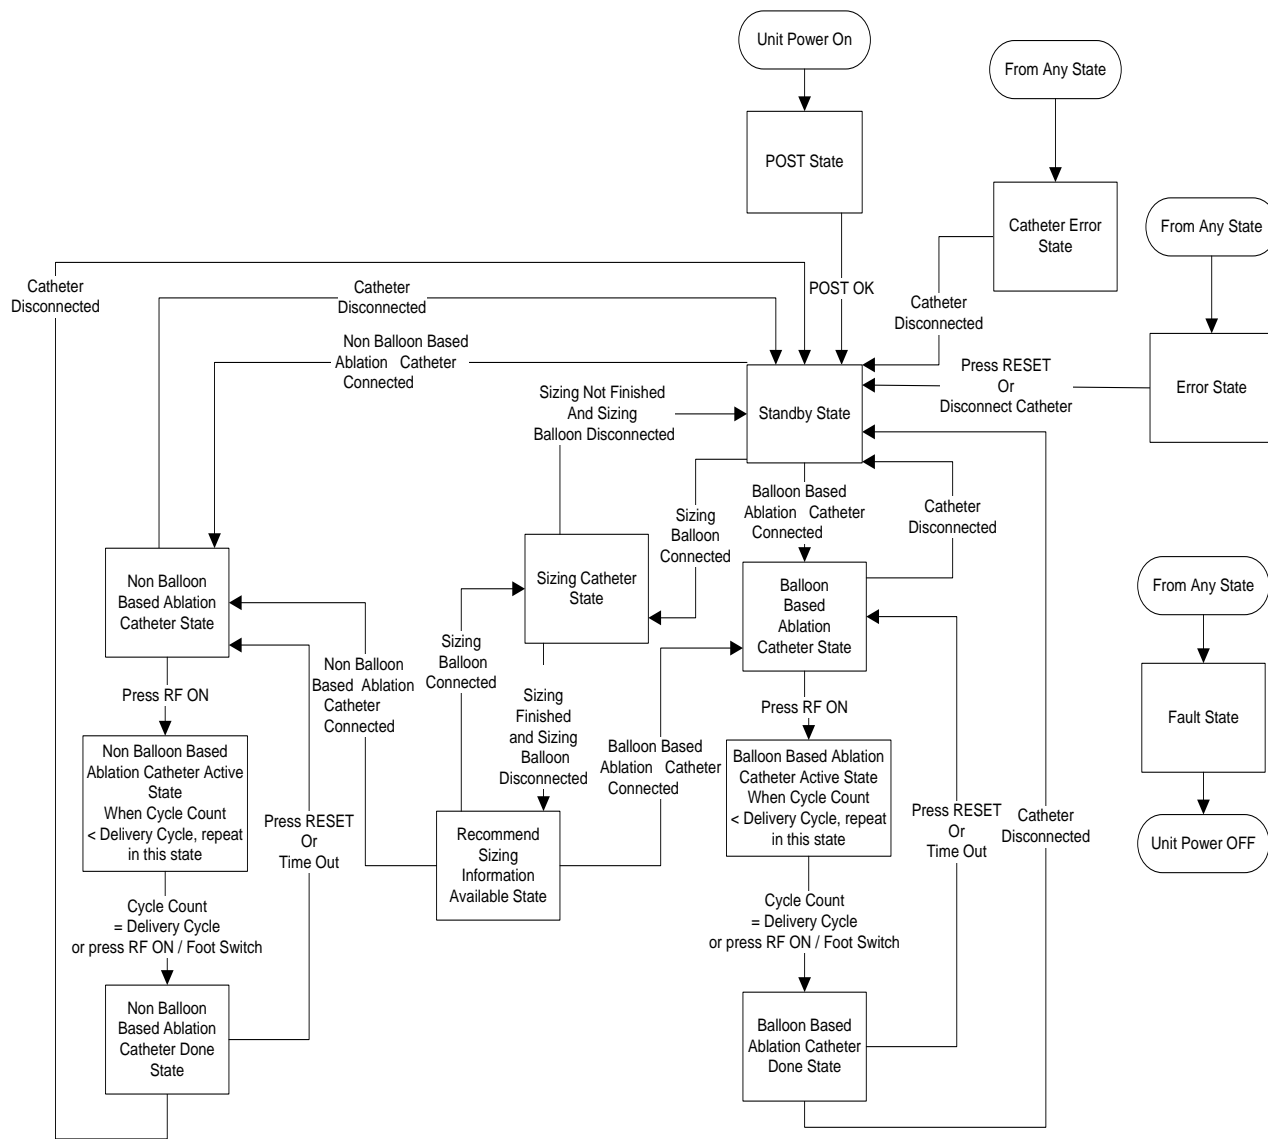 Unit Power On
From Any State
POST State
Catheter Error
State
From Any State
Catheter
Disconnected
Catheter
Disconnected
POST OK
Catheter
Disconnected
Non Balloon Based
Ablation Catheter
Connected
Press RESET
Or
Disconnect Catheter
Error State
Sizing Not Finished
And Sizing
Balloon Disconnected
Standby State
Balloon Based
Ablation Catheter
Connected
Catheter
Disconnected
Sizing
Balloon
Connected
Non Balloon
Based Ablation
Catheter State
Sizing Catheter
State
Balloon
Based
Ablation
Catheter State
From Any State
Sizing
Balloon
Connected
Non Balloon
Based Ablation
Catheter
Connected
Press RF ON
Sizing
Finished
and Sizing
Balloon
Disconnected
Press RF ON
Fault State
Non Balloon Based
Ablation Catheter Active
State
When Cycle Count
< Delivery Cycle, repeat
in this state
Balloon Based
Ablation Catheter
Connected
Balloon Based Ablation
Catheter Active State
When Cycle Count
< Delivery Cycle, repeat
in this state
Press RESET
Or
Time Out
Press RESET
Or
Time Out
Catheter
Disconnected
Unit Power OFF
Recommend
Sizing
Information
Available State
Cycle Count
= Delivery Cycle
or press RF ON / Foot Switch
Cycle Count
= Delivery Cycle
or press RF ON / Foot Switch
Non Balloon
Based Ablation
Catheter Done
State
Balloon Based
Ablation Catheter
Done State